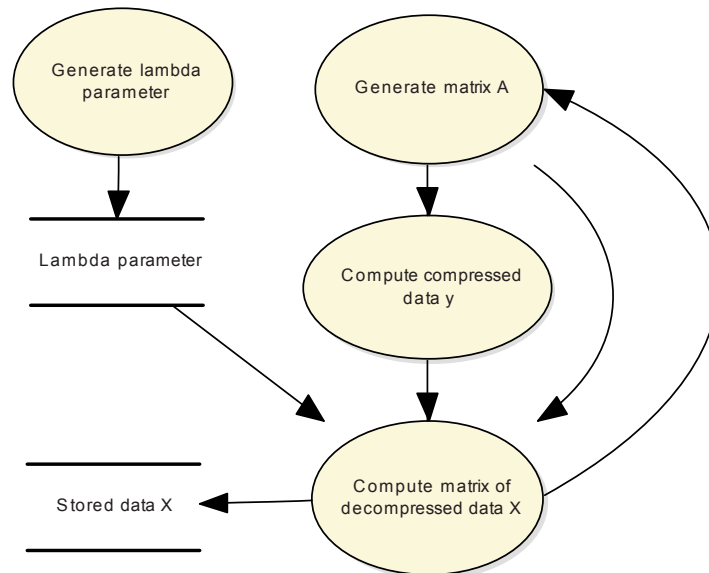 Generate lambda
parameter
Generate matrix A
Lambda parameter
Compute compressed
data y
Stored data X
Compute matrix of
decompressed data X